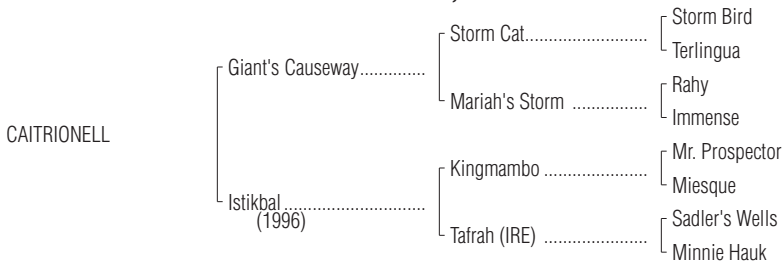 Storm Bird
Storm Cat..........................
Terlingua
Giant's Causeway..............
Rahy
Mariah's Storm ................
Immense
CAITRIONELL
Mr. Prospector
Kingmambo ......................
Miesque
Istikbal..............................
(1996)
Sadler's Wells
Tafrah (IRE) ......................
Minnie Hauk